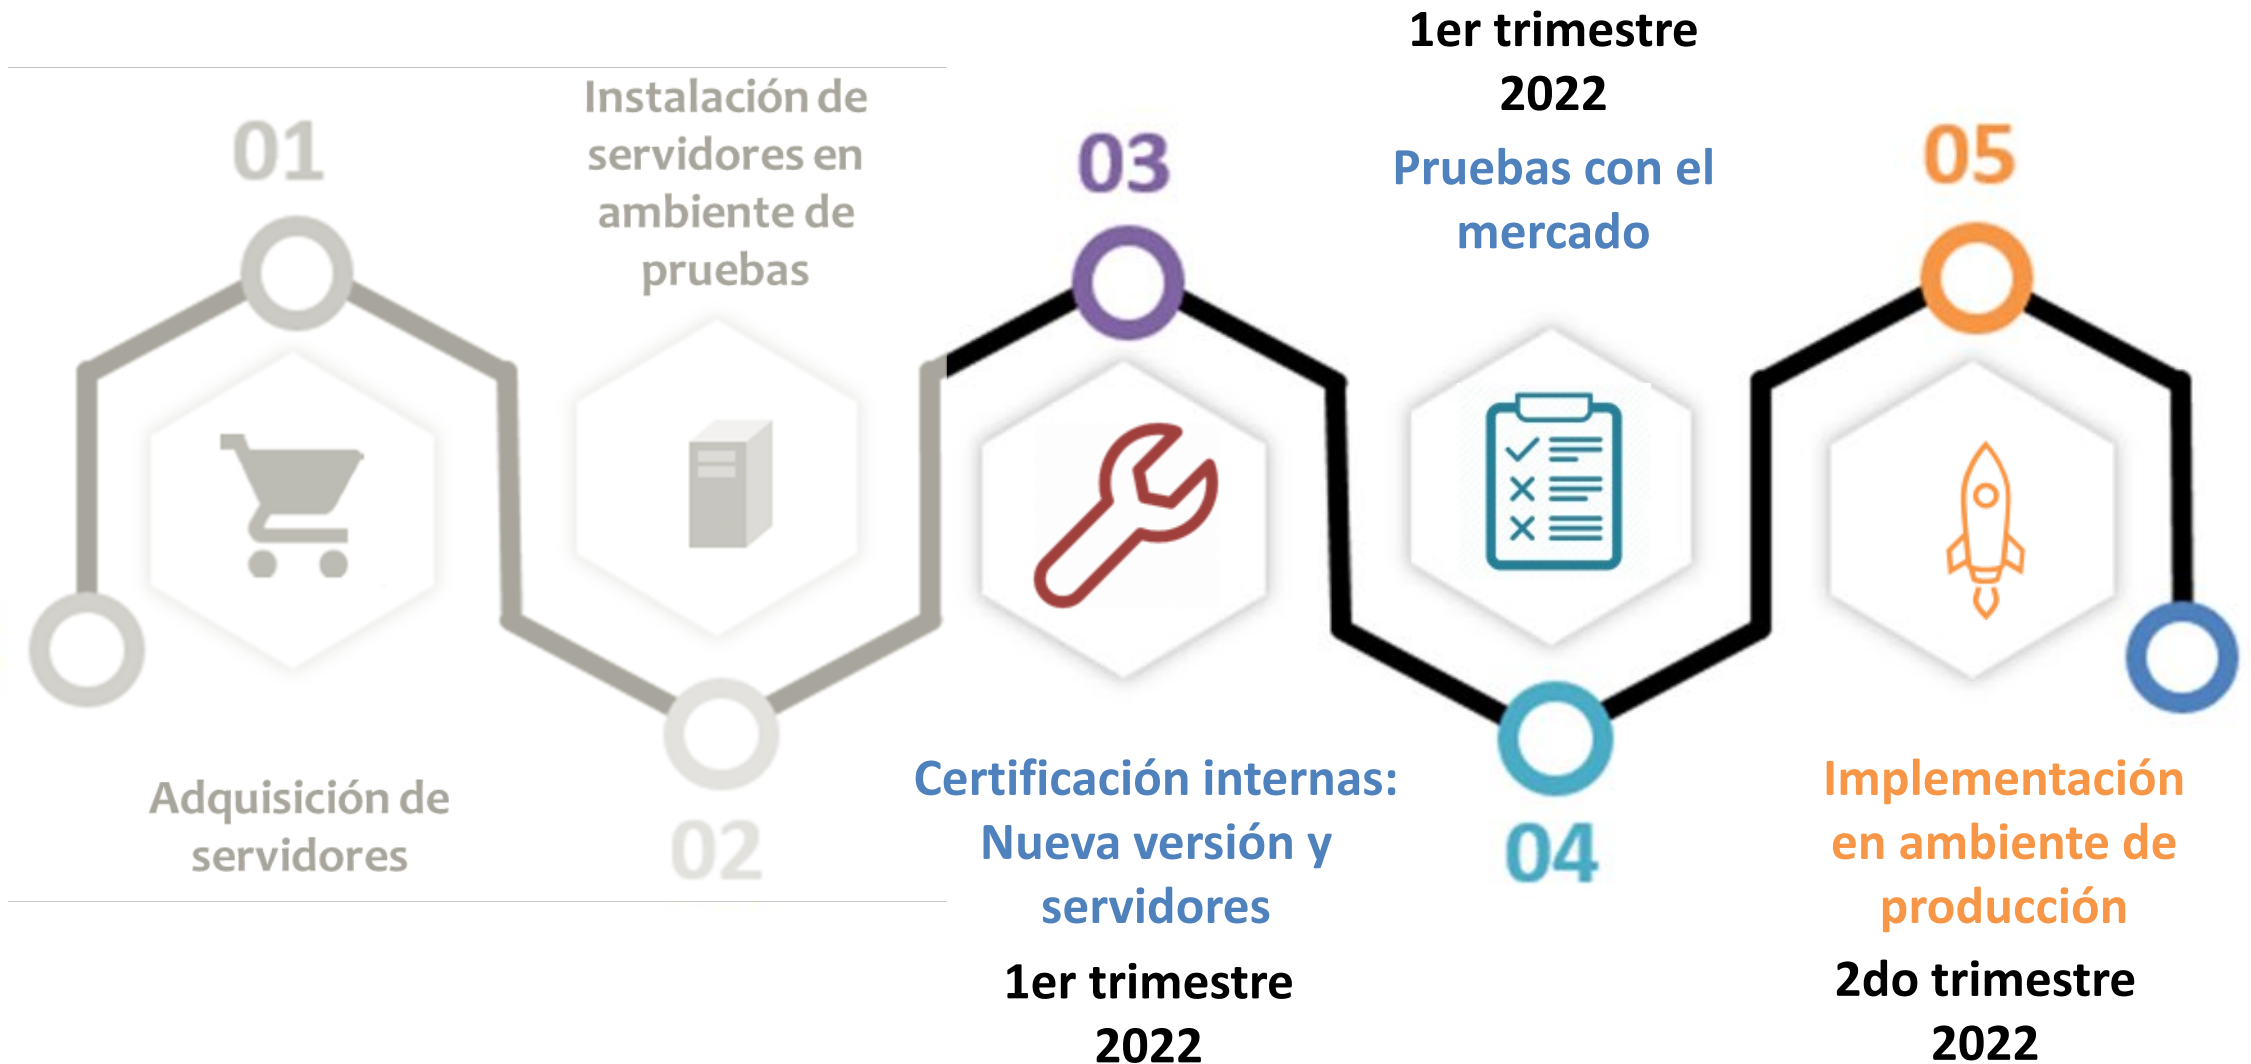 01
Adquisición de
servidores
Instalación de
servidores en
ambiente de
pruebas
02
03
Certificación internas:
Nueva versión y
servidores
1er trimestre
2022
1er trimestre
2022
Pruebas con el
mercado
04
05
Implementación
en ambiente de
producción
2do trimestre
2022